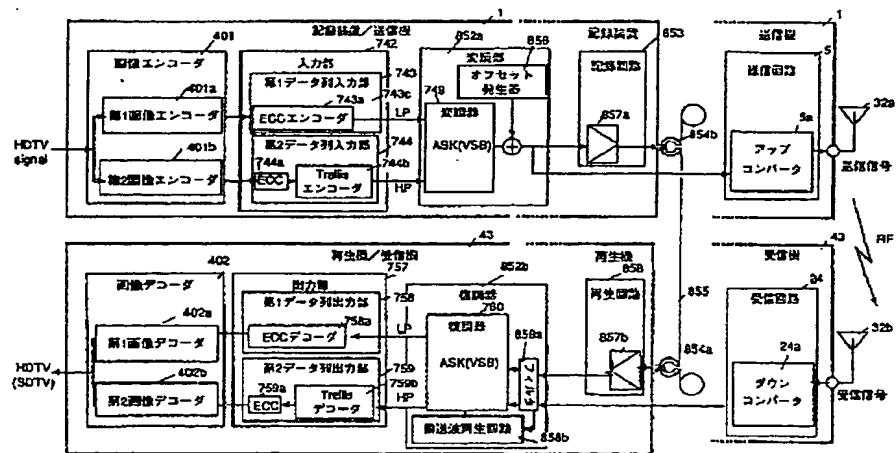 1
1
記録装置/送信機
852a
記録装置
853
送信機
401
742
856
5
画像エンコーダ
入力部
変調部
記録回路
送信回路
401a
第1データ列入力部
743
オフセット
発生器
32a
第1画像エンコーダ
743a
743c
749
変調器
857a
854b
5a
ECCエンコーダ
LP
HDTV
signal
401b
第2データ列入力部
744
ASK(VSB)
アップ
コンバータ
第2画像エンコーダ
744a
ECC
Trellis
エンコーダ
744b
HP
送信信号
RF
43
43
再生機/受信機
再生機
受信機
402
757
852b
858
855
24
画像デコーダ
出力部
復調器
再生回路
受信回路
402a
第1データ列出力部
758
760
復調器
32b
第1画像デコーダ
758a
ECCデコーダ
LP
858a
857b
854a
24a
HDTV
(SDTV)
402b
第2データ列出力部
759
ASK(VSB)
フィルタ
ダウン
コンバータ
第2画像デコーダ
759a
ECC
759b
Trellis
デコーダ
HP
受信信号
搬送波再生回路
858b